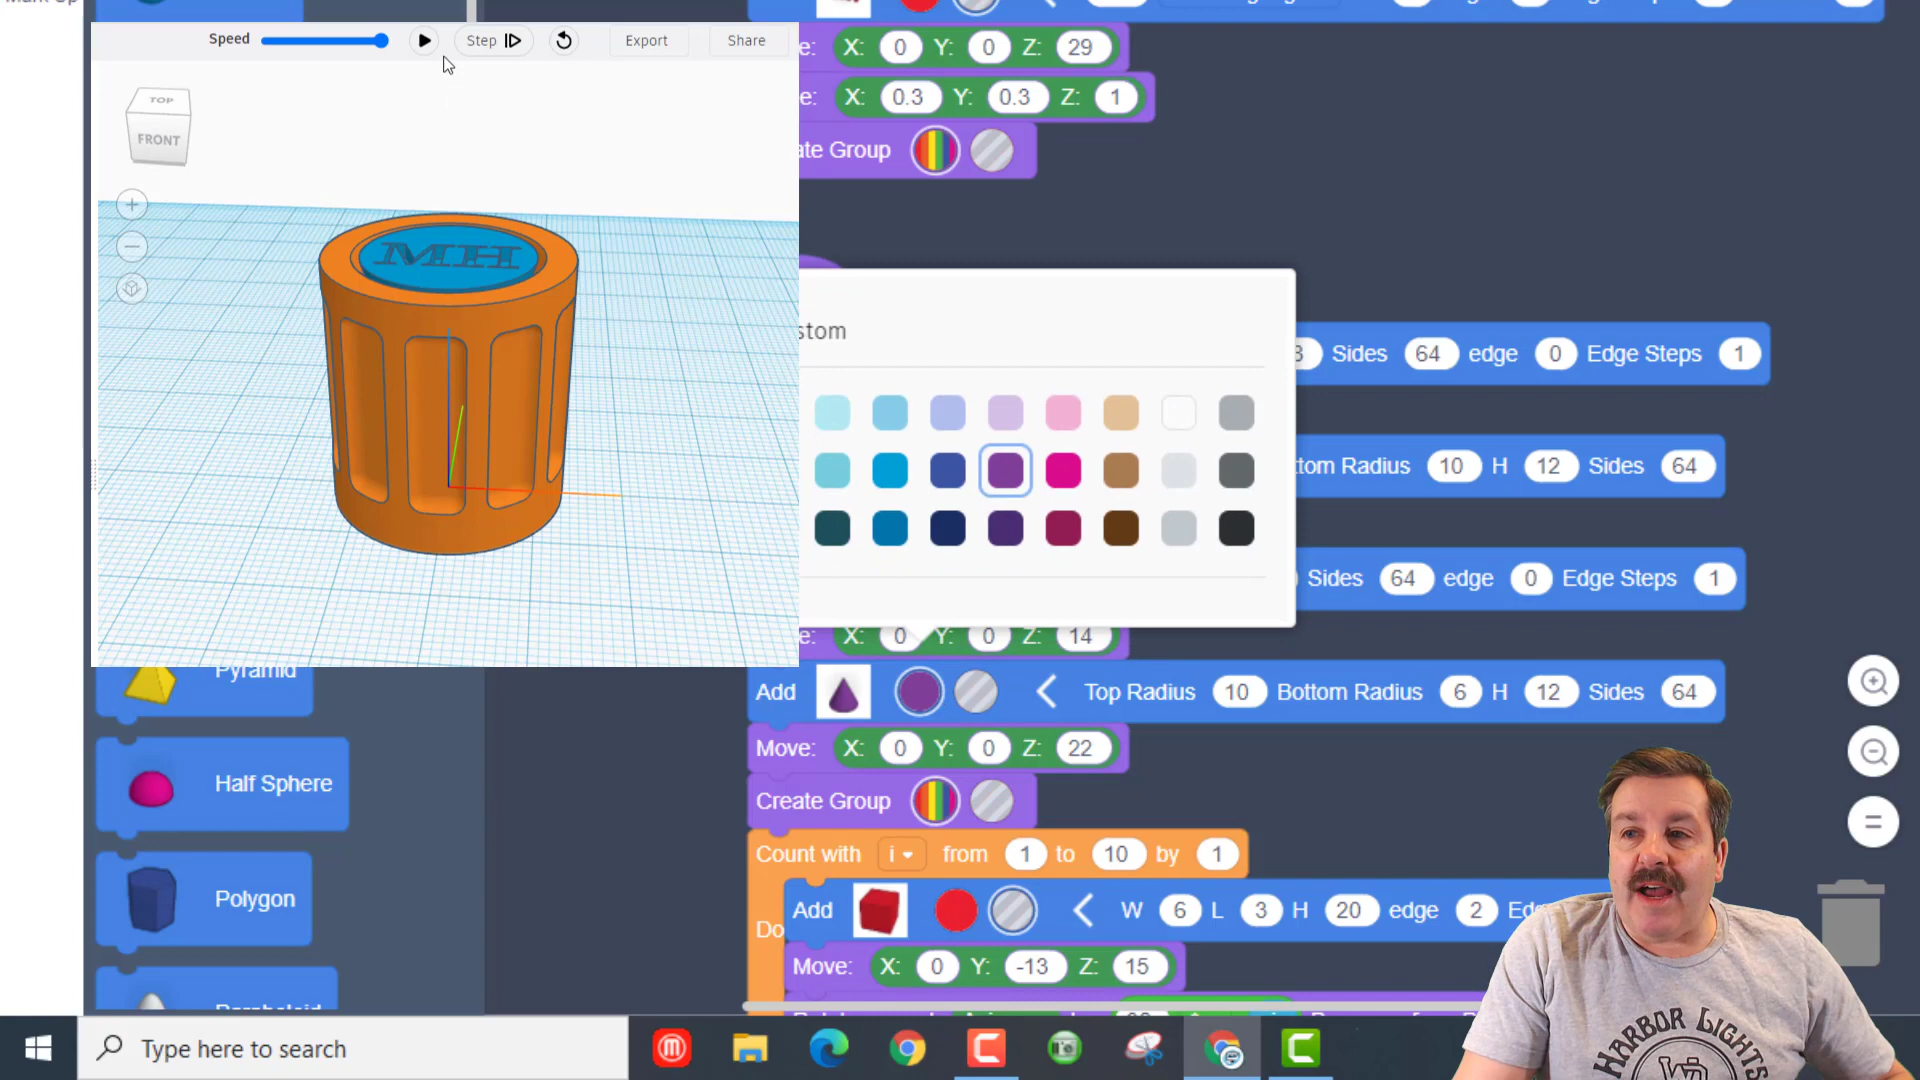 Speed Step Export Share
X: 0 Y: 0 Z: 29
X: 0.3 Y: 0.3 Z: 1
TOP
FRONT
ate Group
MH
stom
3 Sides 64 edge 0 Edge Steps 1
tom Radius 10 H 12 Sides 64
Sides 64 edge 0 Edge Steps 1
X: 0 Y: 0 Z: 14
Pyramid
Add Top Radius 10 Bottom Radius 6 H 12 Sides 64
Move: X: 0 Y: 0 Z: 22
Half Sphere
Create Group
Count with i from 1 to 10 by 1
Polygon
Add W 6 L 3 H 20 edge 2
Do
Move: X: 0 Y: -13 Z: 15
Type here to search
HARBOR LIGHTS